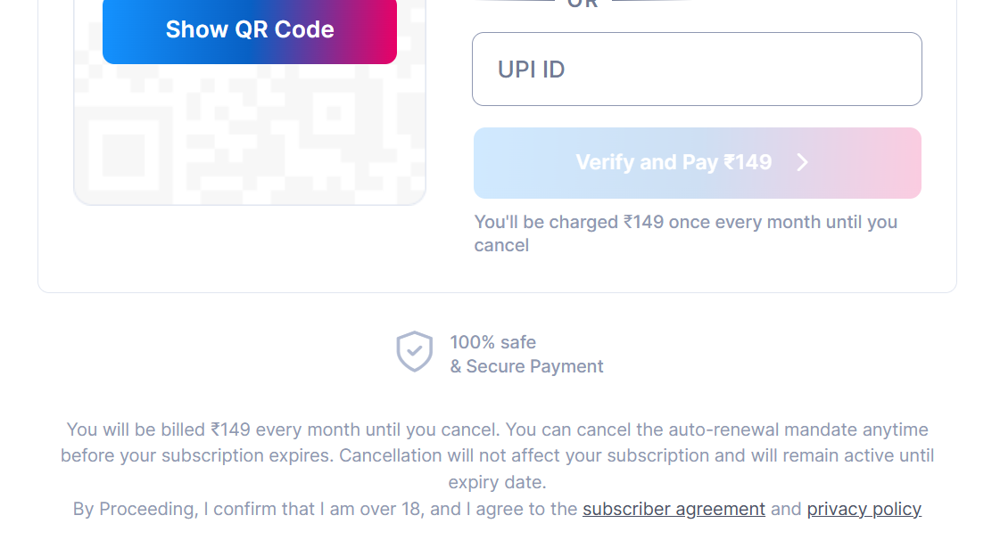 OR
Show QR Code
UPI ID
Verify and Pay ₹149
You'll be charged ₹149 once every month until you
cancel
100% safe
& Secure Payment
You will be billed ₹149 every month until you cancel. You can cancel the auto-renewal mandate anytime
before your subscription expires. Cancellation will not affect your subscription and will remain active until
expiry date.
By Proceeding, I confirm that I am over 18, and I agree to the subscriber agreement and privacy policy